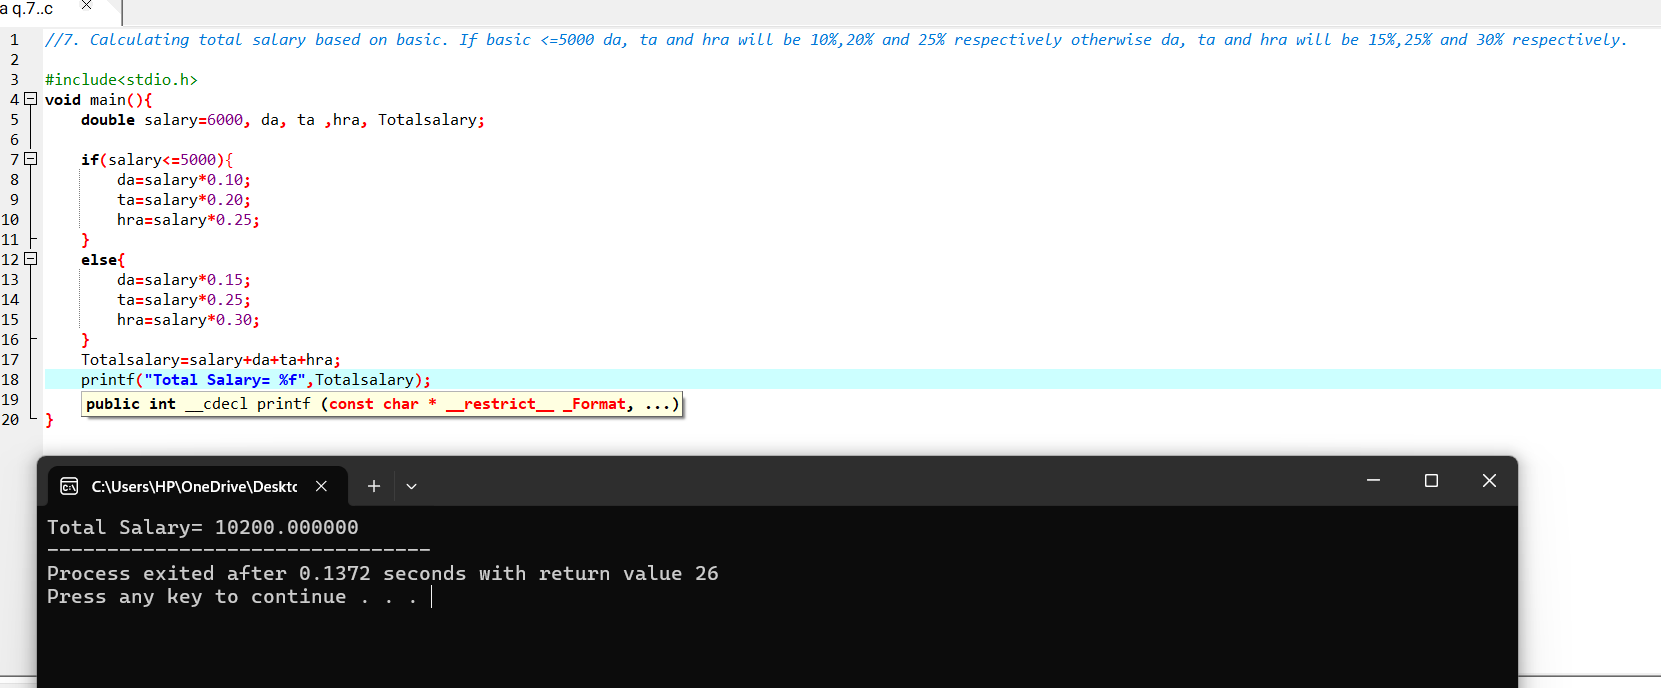 a q.7..c
1 //7. Calculating total salary based on basic. If basic <=5000 da, ta and hra will be 10%,20% and 25% respectively otherwise da, ta and hra will be 15%,25% and 30% respectively.
2
3 #include<stdio.h>
4 void main(){
5 double salary=6000, da, ta ,hra, Totalsalary;
6
7 if(salary<=5000){
8 da=salary*0.10;
9 ta=salary*0.20;
10 hra=salary*0.25;
11 }
12 else{
13 da=salary*0.15;
14 ta=salary*0.25;
15 hra=salary*0.30;
16 }
17 Totalsalary=salary+da+ta+hra;
18 printf("Total Salary= %f",Totalsalary);
19 public int __cdecl printf (const char * __restrict__ _Format, ...)
20 }
C:\Users\HP\OneDrive\Deskto
Total Salary= 10200.000000
--------------------------------
Process exited after 0.1372 seconds with return value 26
Press any key to continue . . .